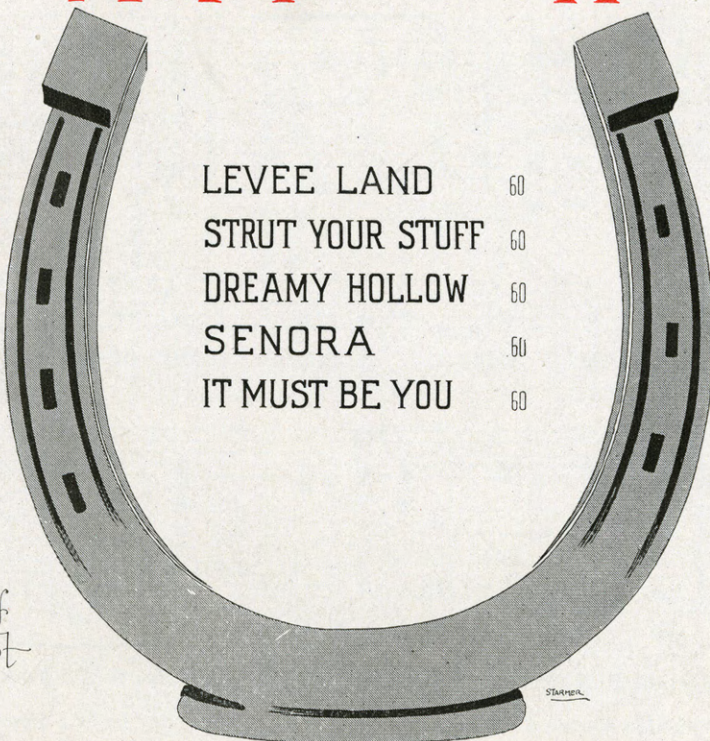 LEVEE LAND 60
STRUT YOUR STUFF 60
DREAMY HOLLOW 60
SENORA 60
IT MUST BE YOU 60
STARMER